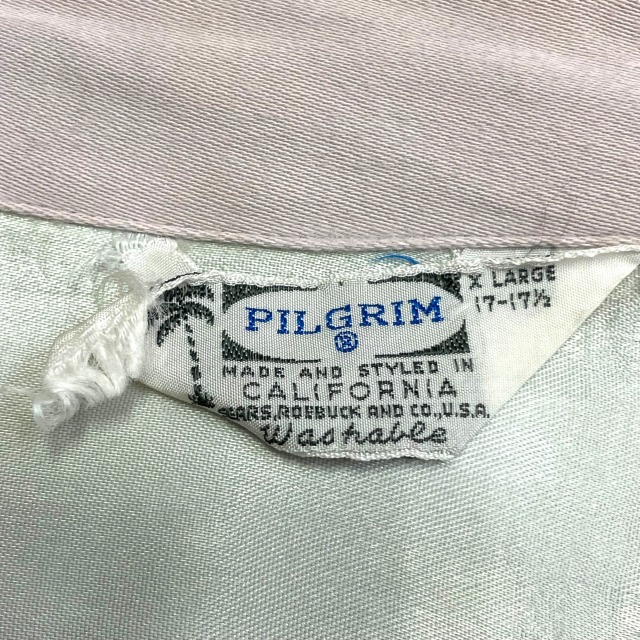 X LARGE
17-17½
PILGRIM
®
MADE AND STYLED IN
CALIFORNIA
SEARS, ROEBUCK AND CO., U.S.A.
Washable